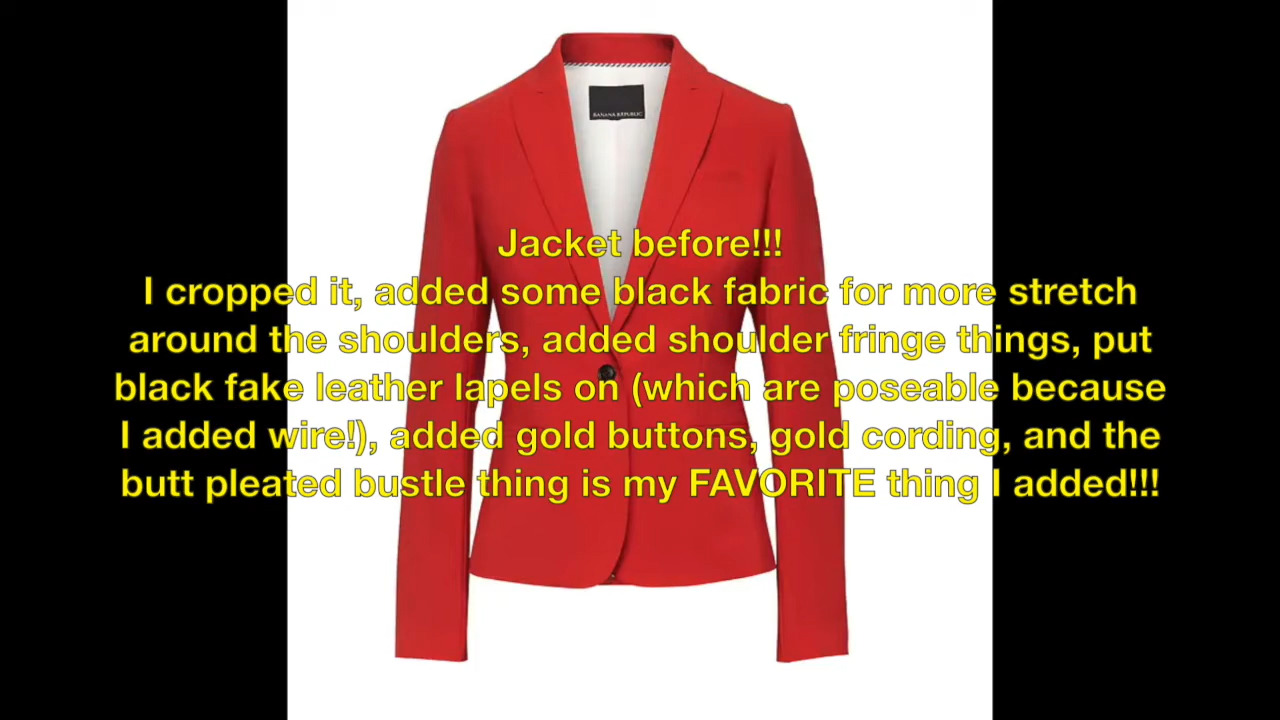 BANANA REPUBLIC
Jacket before!!!
I cropped it, added some black fabric for more stretch
around the shoulders, added shoulder fringe things, put
black fake leather lapels on (which are poseable because
I added wire!), added gold buttons, gold cording, and the
butt pleated bustle thing is my FAVORITE thing I added!!!